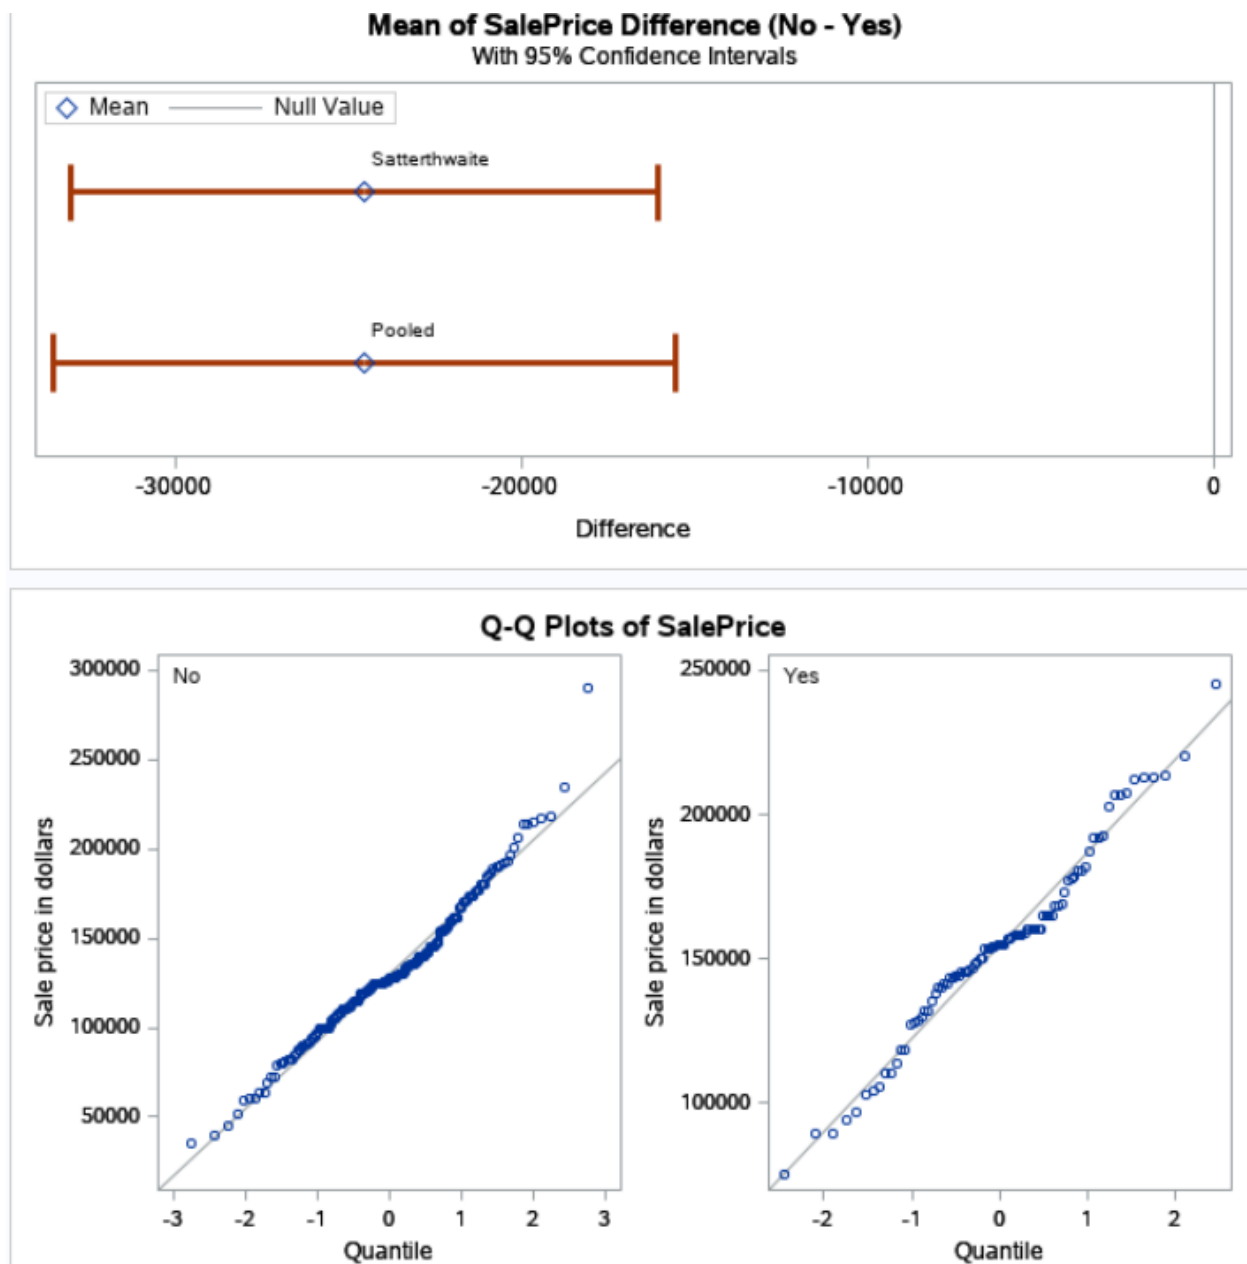 Mean of SalePrice Difference (No - Yes)
With 95% Confidence Intervals
Mean Null Value
Satterthwaite
Pooled
-30000 -20000 -10000 0
Difference
Q-Q Plots of SalePrice
No
300000
250000
200000
150000
100000
50000
Sale price in dollars
-3 -2 -1 0 1 2 3
Quantile
Yes
250000
200000
150000
100000
Sale price in dollars
-2 -1 0 1 2
Quantile